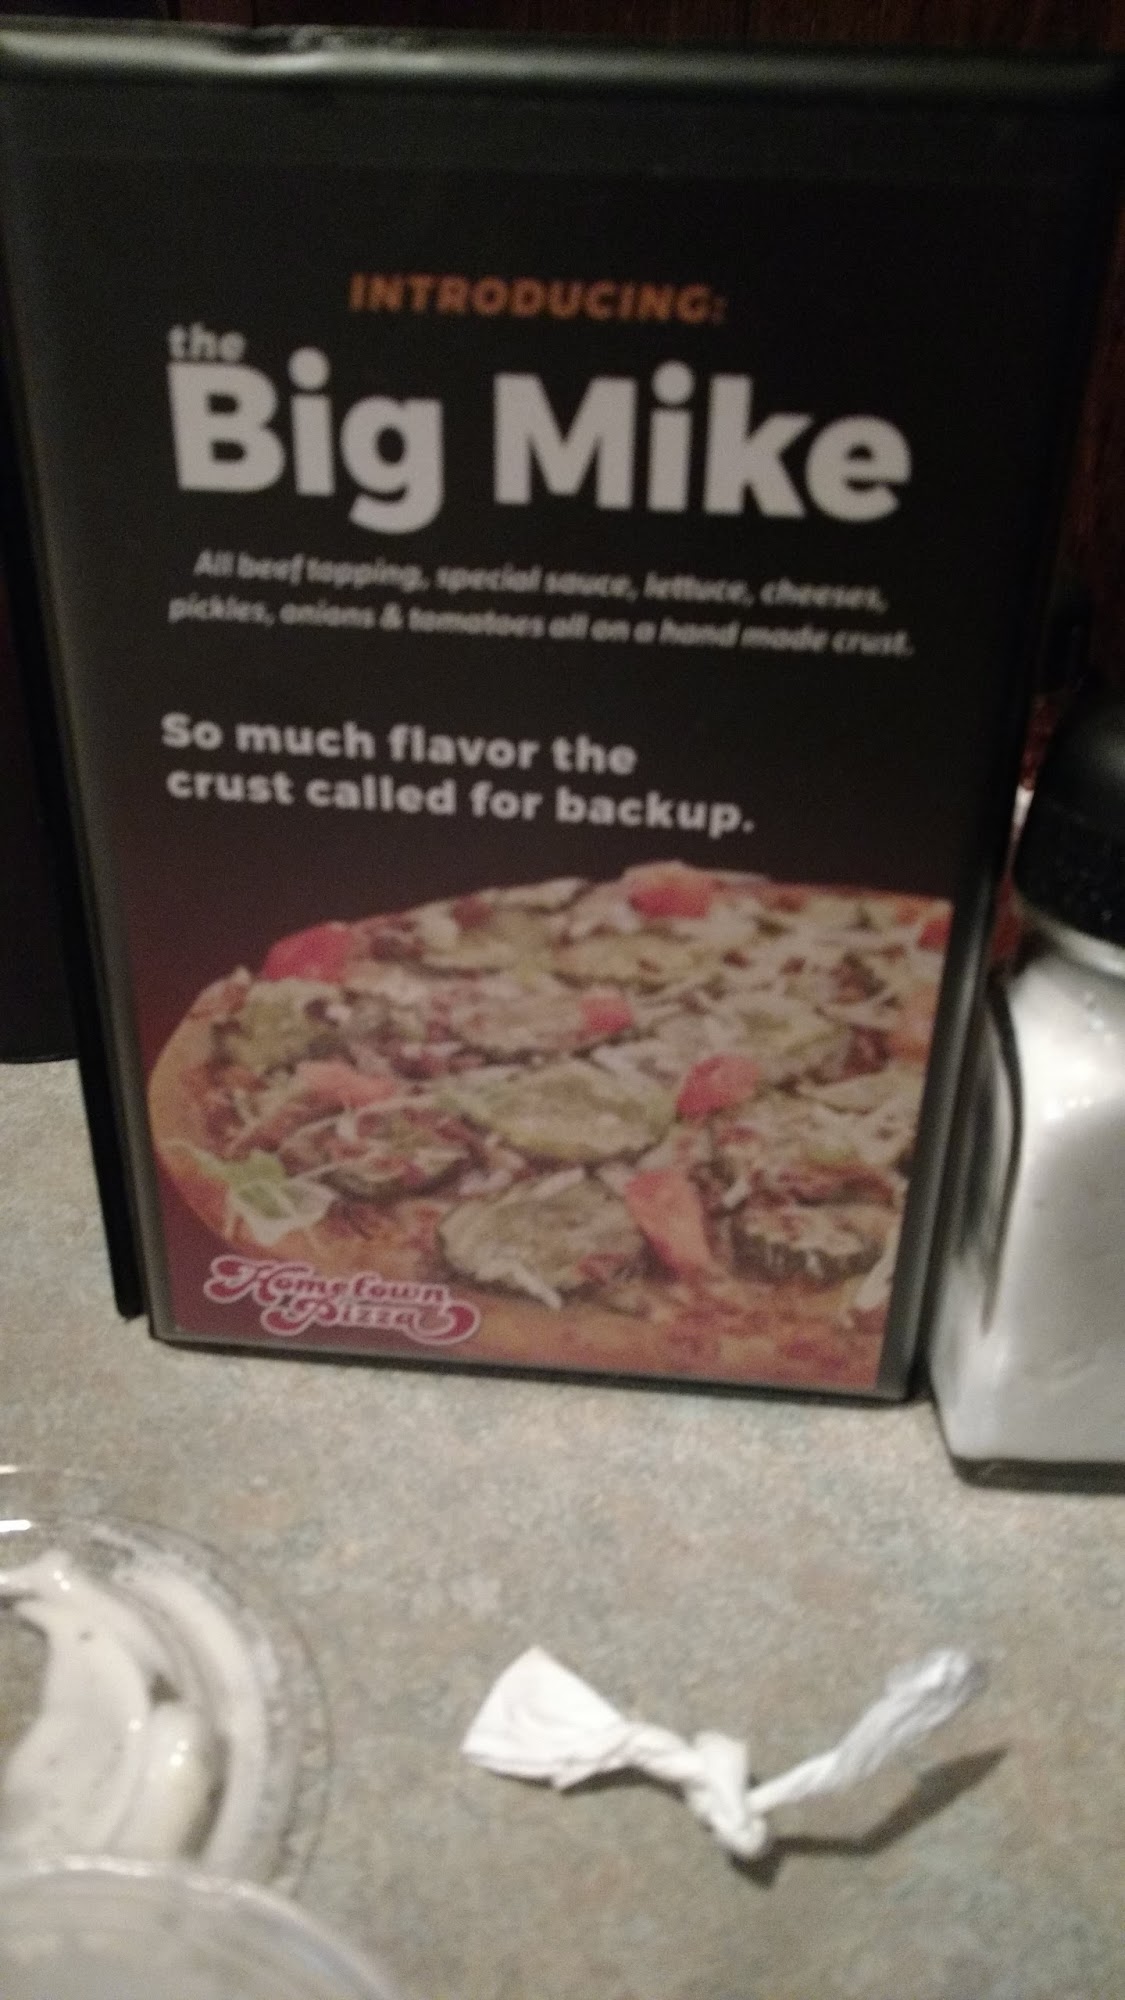 INTRODUCING:
the
Big Mike
All beef topping, special sauce, lettuce, cheeses,
pickles, onions & tomatoes all on a hand made crust.
So much flavor the
crust called for backup.
Hometown
Pizza